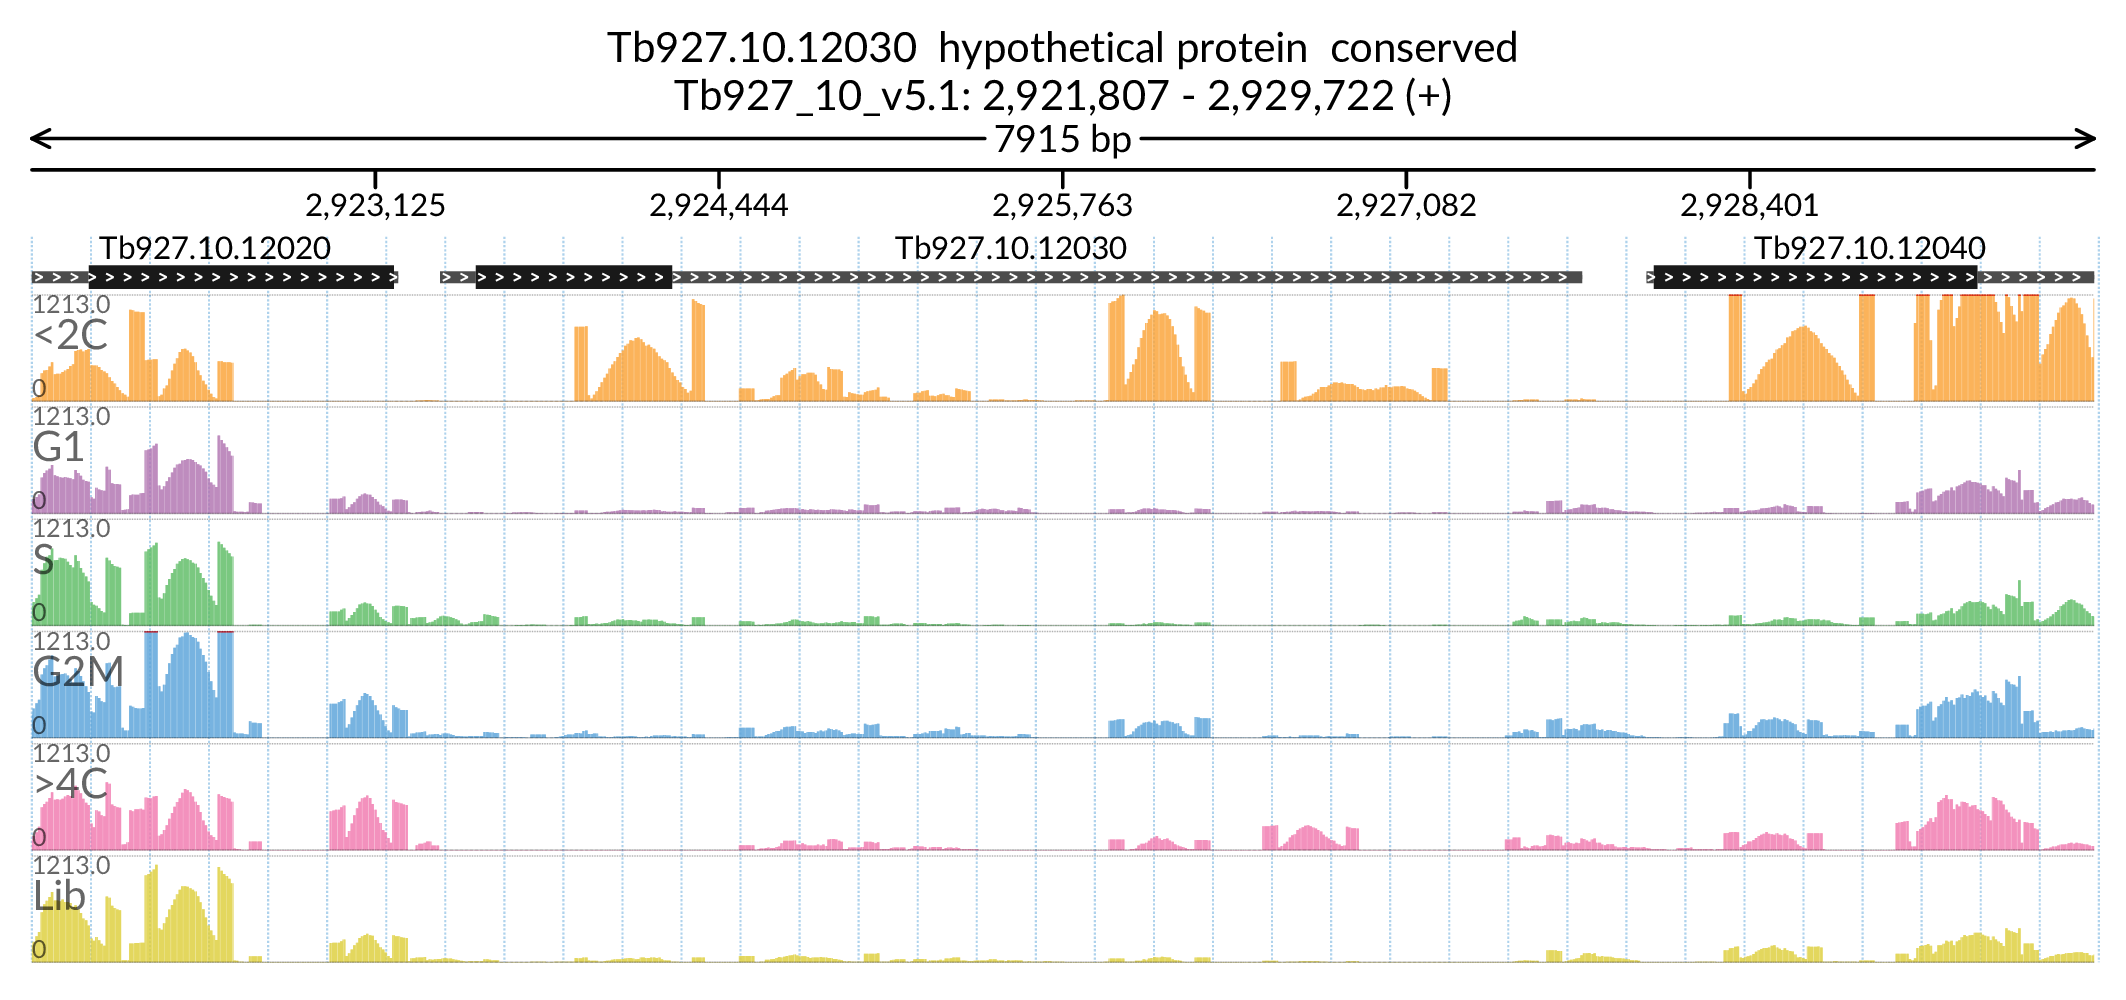 Tb927.10.12030  hypothetical protein  conserved
Tb927_10_v5.1: 2,921,807 - 2,929,722 (+)
7915 bp
2,923,125 2,924,444 2,925,763 2,927,082 2,928,401
Tb927.10.12020 Tb927.10.12030 Tb927.10.12040
1213.0
<2C
0
1213.0
G1
0
1213.0
S
0
1213.0
G2M
0
1213.0
>4C
0
1213.0
Lib
0